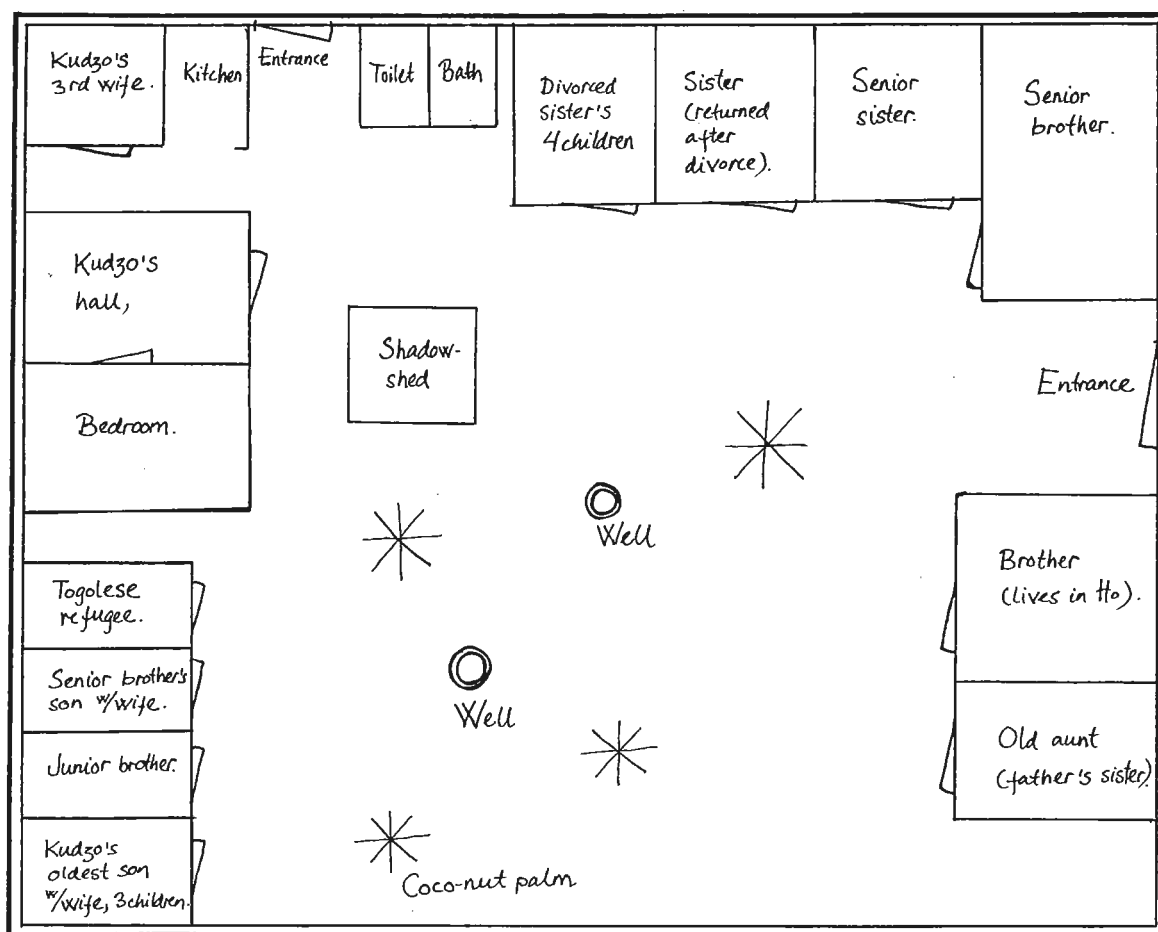 Kudzo's
3rd wife.
Kitchen
Entrance
Toilet
Bath
Divorced
sister's
4 children
Sister
(returned
after
divorce).
Senior
sister.
Senior
brother.
Kudzo's
hall,
Bedroom.
Shadow-
shed
Entrance
Well
Togolese
refugee.
Senior brother's
son w/wife.
Junior brother.
Kudzo's
oldest son
w/wife, 3children.
Well
Coco-nut palm
Brother
(lives in Ho).
Old aunt
(father's sister)